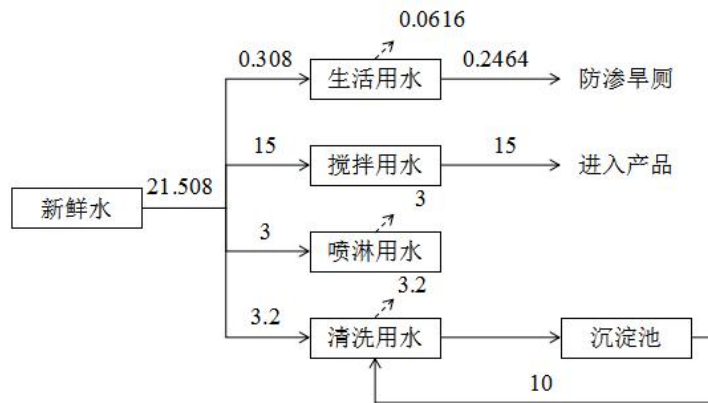 0.0616
0.308
生活用水
0.2464
防渗旱厕
15
搅拌用水
15
进入产品
新鲜水
21.508
3
3
喷淋用水
3.2
3.2
清洗用水
沉淀池
10